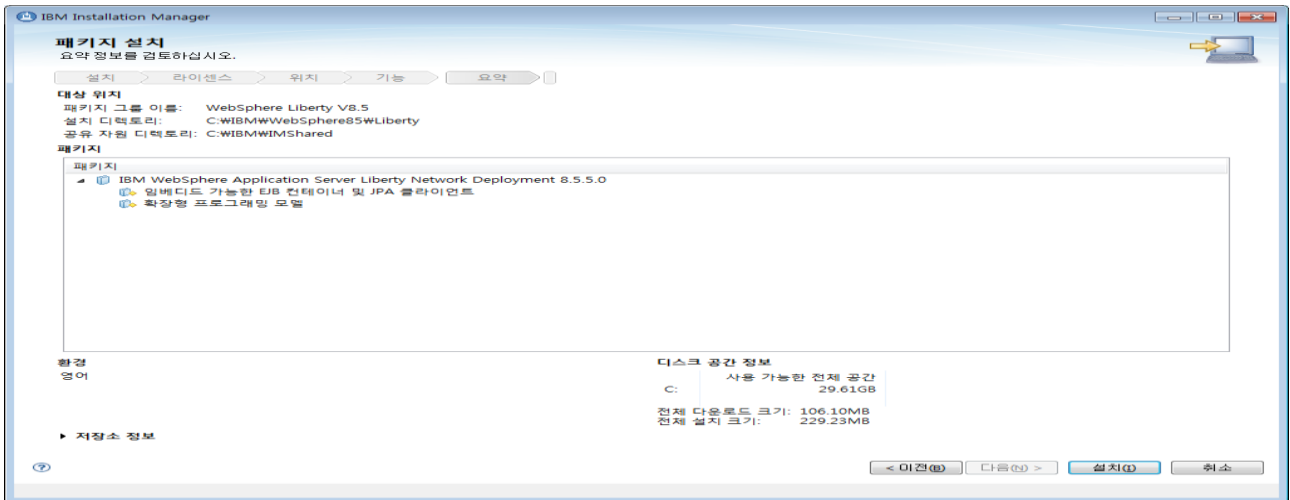 IBM Installation Manager
패키지 설치
요약 정보를 검토하십시오.
설치 라이센스 위치 기능 요약
대상 위치
패키지 그룹 이름: WebSphere Liberty V8.5
설치 디렉토리: C:₩IBM₩WebSphere85₩Liberty
공유 자원 디렉토리: C:₩IBM₩IMShared
패키지
패키지
IBM WebSphere Application Server Liberty Network Deployment 8.5.5.0
임베디드 가능한 EJB 컨테이너 및 JPA 클라이언트
확장형 프로그래밍 모델
환경
영어
디스크 공간 정보
사용 가능한 전체 공간
C: 29.61GB
전체 다운로드 크기: 106.10MB
전체 설치 크기: 229.23MB
저장소 정보
< 이전(B) 다음(N) > 설치(I) 취소